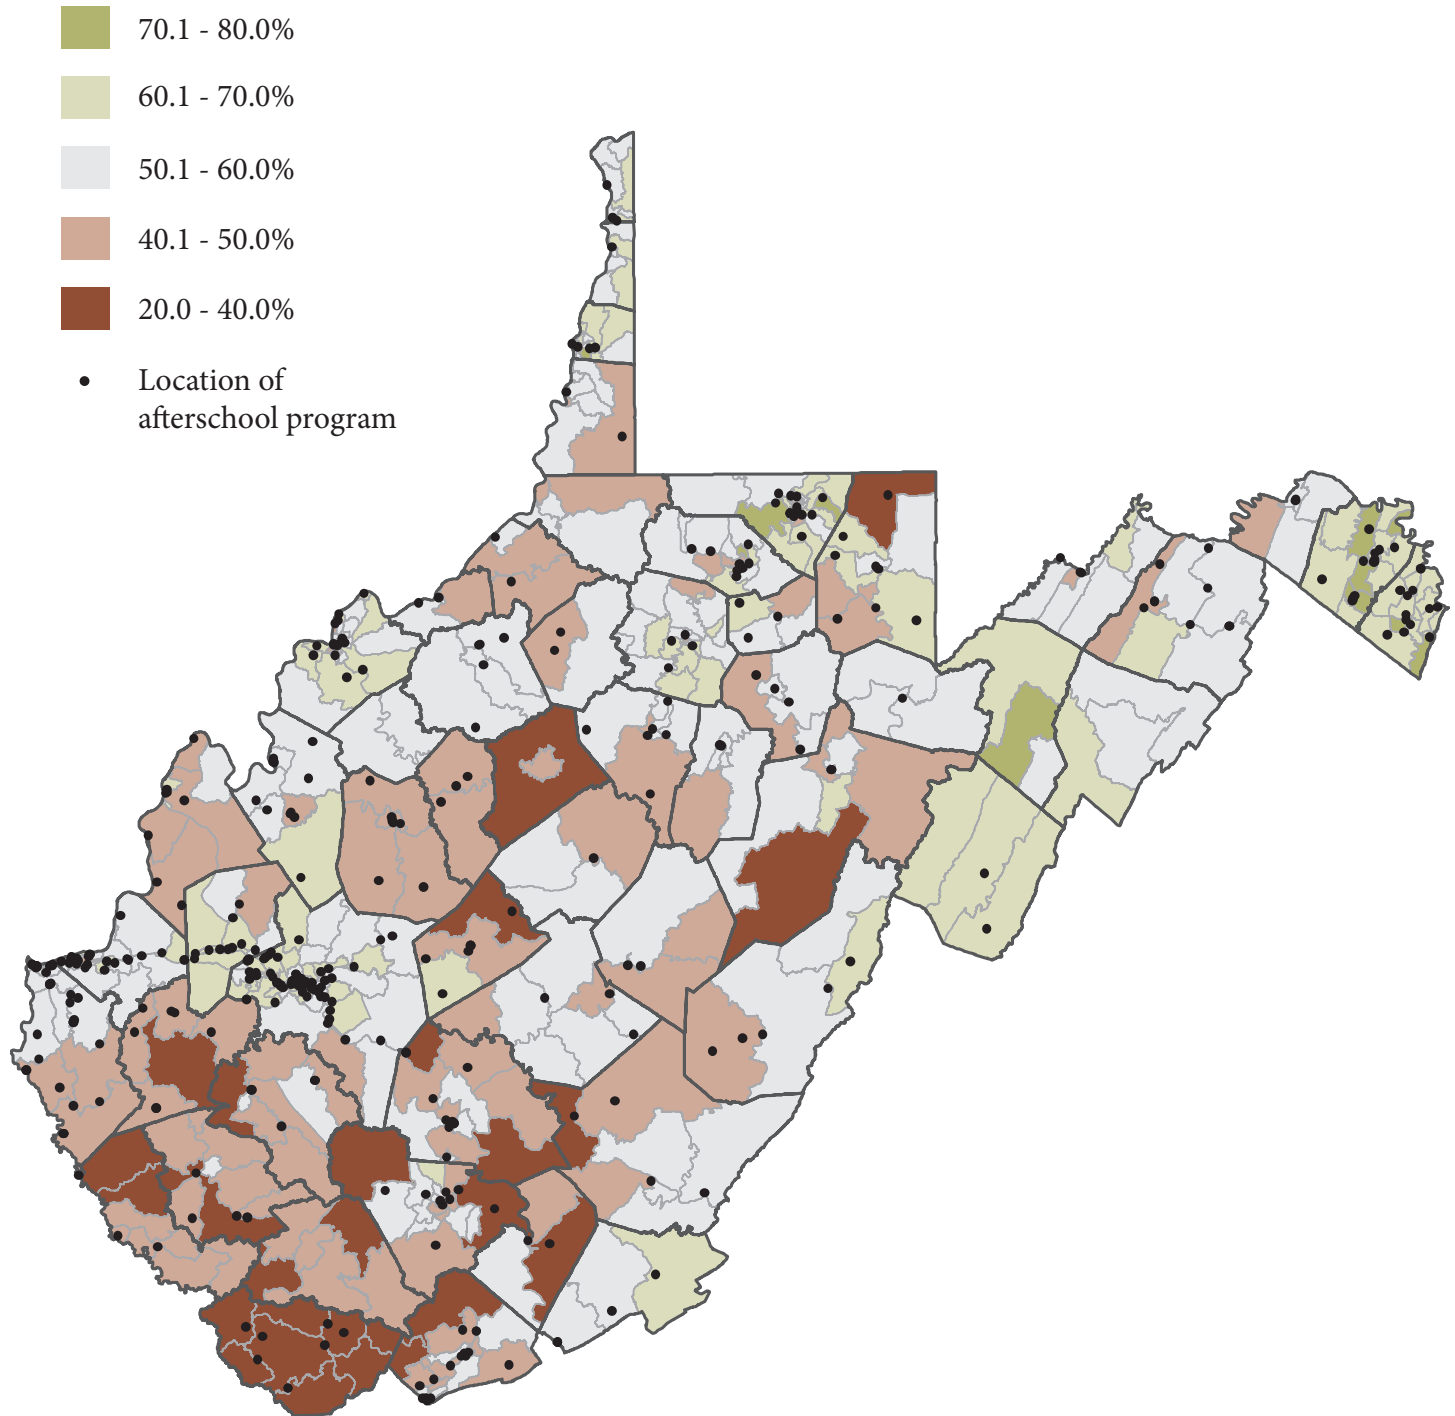 70.1 - 80.0%
60.1 - 70.0%
50.1 - 60.0%
40.1 - 50.0%
20.0 - 40.0%
Location of
afterschool program